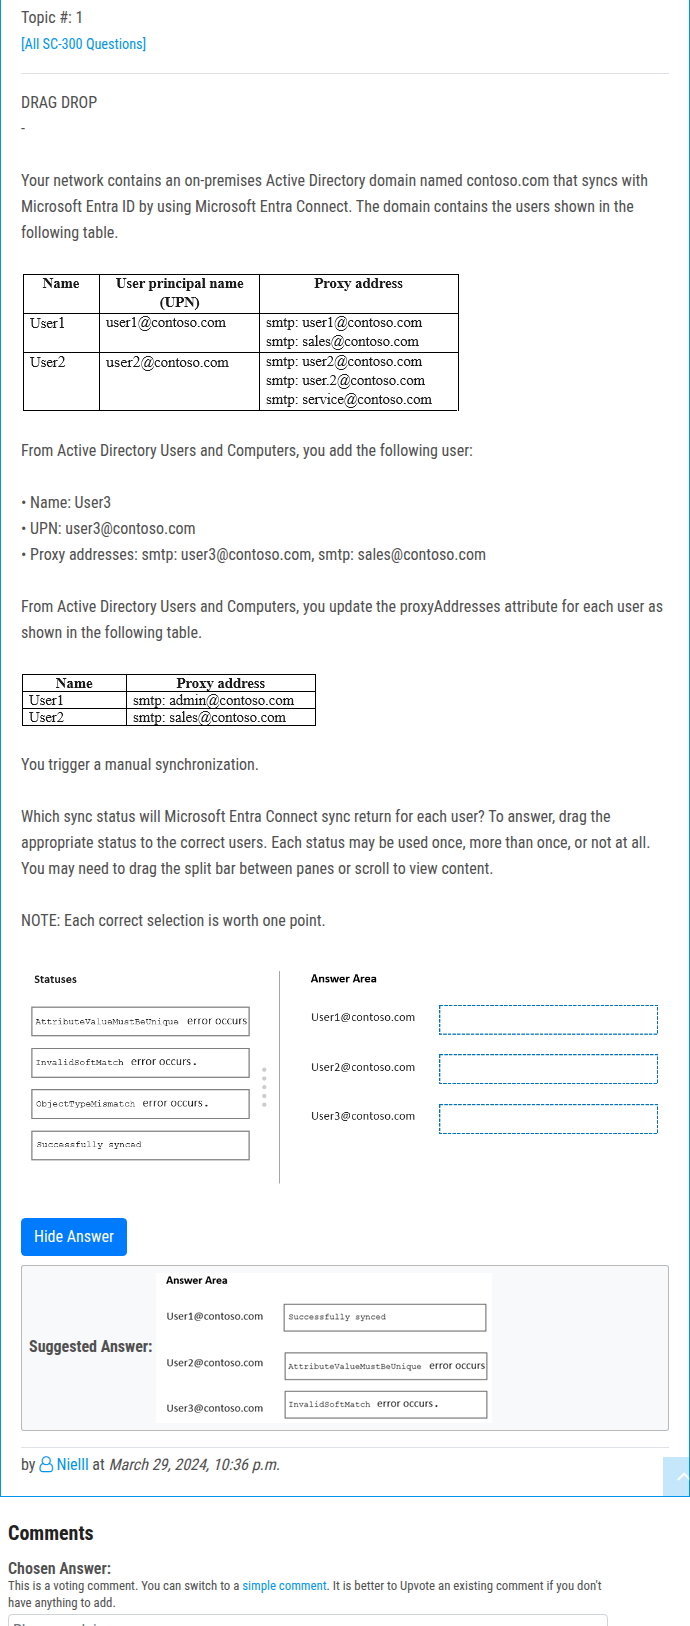 Topic #: 1
[All SC-300 Questions]
DRAG DROP
-
Your network contains an on-premises Active Directory domain named contoso.com that syncs with
Microsoft Entra ID by using Microsoft Entra Connect. The domain contains the users shown in the
following table.
Name User principal name (UPN) Proxy address
User1 user1@contoso.com smtp: user1@contoso.com
smtp: sales@contoso.com
User2 user2@contoso.com smtp: user2@contoso.com
smtp: user.2@contoso.com
smtp: service@contoso.com
From Active Directory Users and Computers, you add the following user:
• Name: User3
• UPN: user3@contoso.com
• Proxy addresses: smtp: user3@contoso.com, smtp: sales@contoso.com
From Active Directory Users and Computers, you update the proxyAddresses attribute for each user as
shown in the following table.
Name Proxy address
User1 smtp: admin@contoso.com
User2 smtp: sales@contoso.com
You trigger a manual synchronization.
Which sync status will Microsoft Entra Connect sync return for each user? To answer, drag the
appropriate status to the correct users. Each status may be used once, more than once, or not at all.
You may need to drag the split bar between panes or scroll to view content.
NOTE: Each correct selection is worth one point.
Statuses
AttributeValueMustBeUnique error occurs
InvalidSoftMatch error occurs.
ObjectTypeMismatch error occurs.
Successfully synced
Answer Area
User1@contoso.com
User2@contoso.com
User3@contoso.com
Hide Answer
Suggested Answer:
Answer Area
User1@contoso.com Successfully synced
User2@contoso.com AttributeValueMustBeUnique error occurs
User3@contoso.com InvalidSoftMatch error occurs.
by Nielll at March 29, 2024, 10:36 p.m.
Comments
Chosen Answer:
This is a voting comment. You can switch to a simple comment. It is better to Upvote an existing comment if you don't
have anything to add.